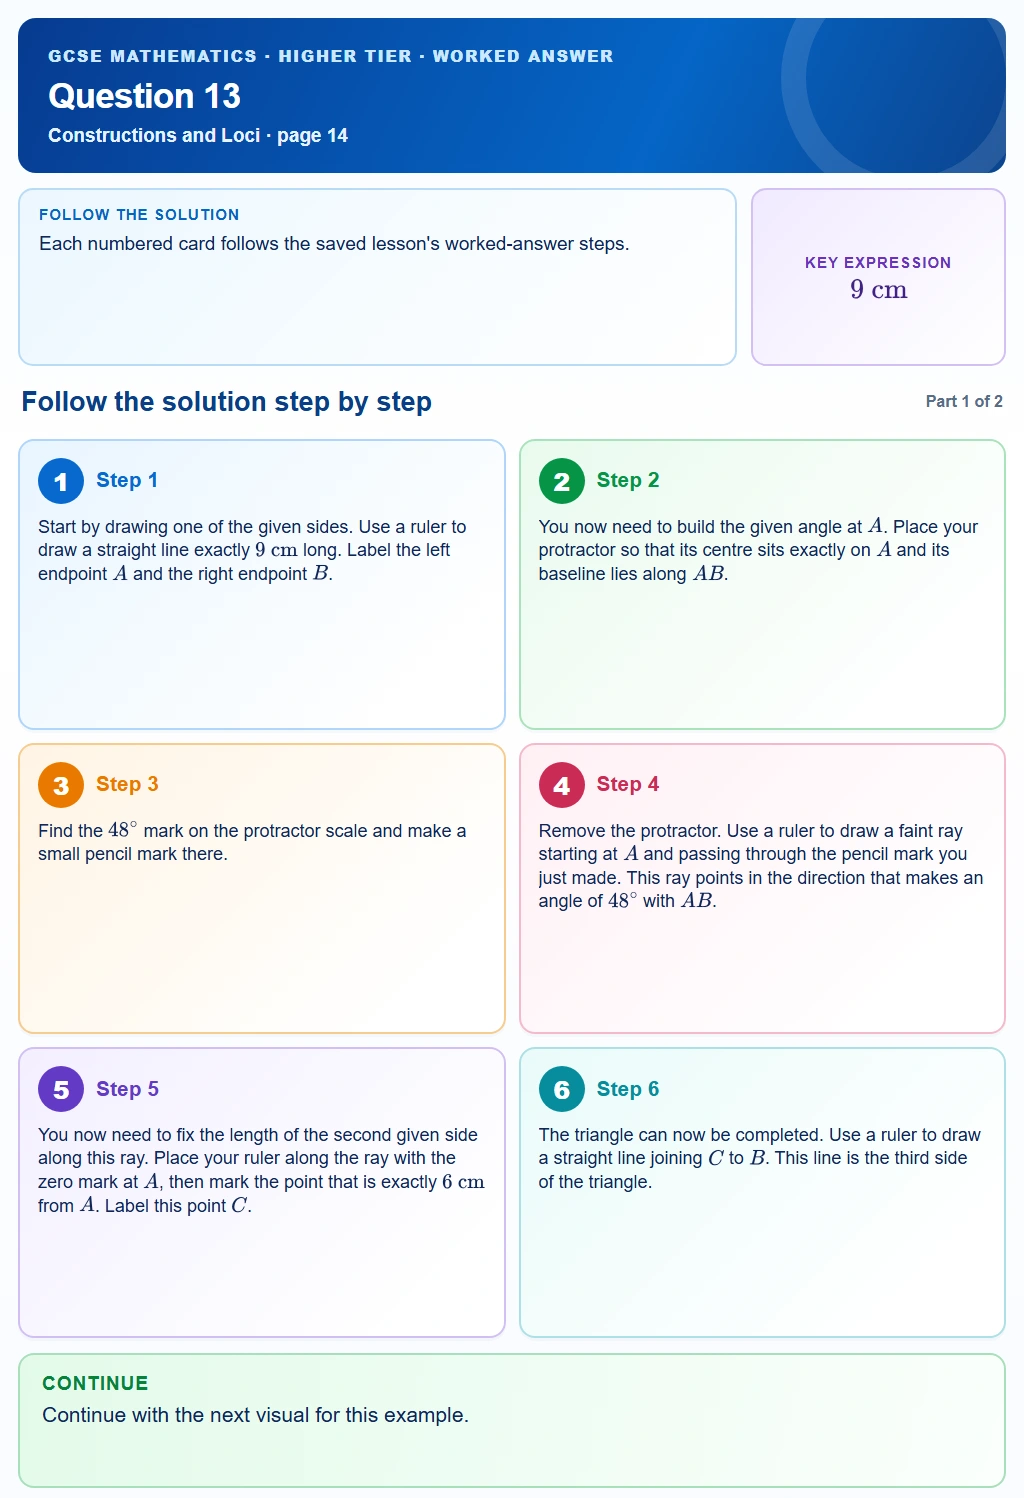 GCSE MATHEMATICS · HIGHER TIER · WORKED ANSWER
Question 13
Constructions and Loci · page 14
FOLLOW THE SOLUTION
Each numbered card follows the saved lesson's worked-answer steps.
KEY EXPRESSION
9 cm
Follow the solution step by step
Part 1 of 2
1 Step 1
Start by drawing one of the given sides. Use a ruler to
draw a straight line exactly 9 cm long. Label the left
endpoint A and the right endpoint B.
2 Step 2
You now need to build the given angle at A. Place your
protractor so that its centre sits exactly on A and its
baseline lies along AB.
3 Step 3
Find the 48° mark on the protractor scale and make a
small pencil mark there.
4 Step 4
Remove the protractor. Use a ruler to draw a faint ray
starting at A and passing through the pencil mark you
just made. This ray points in the direction that makes an
angle of 48° with AB.
5 Step 5
You now need to fix the length of the second given side
along this ray. Place your ruler along the ray with the
zero mark at A, then mark the point that is exactly 6 cm
from A. Label this point C.
6 Step 6
The triangle can now be completed. Use a ruler to draw
a straight line joining C to B. This line is the third side
of the triangle.
CONTINUE
Continue with the next visual for this example.